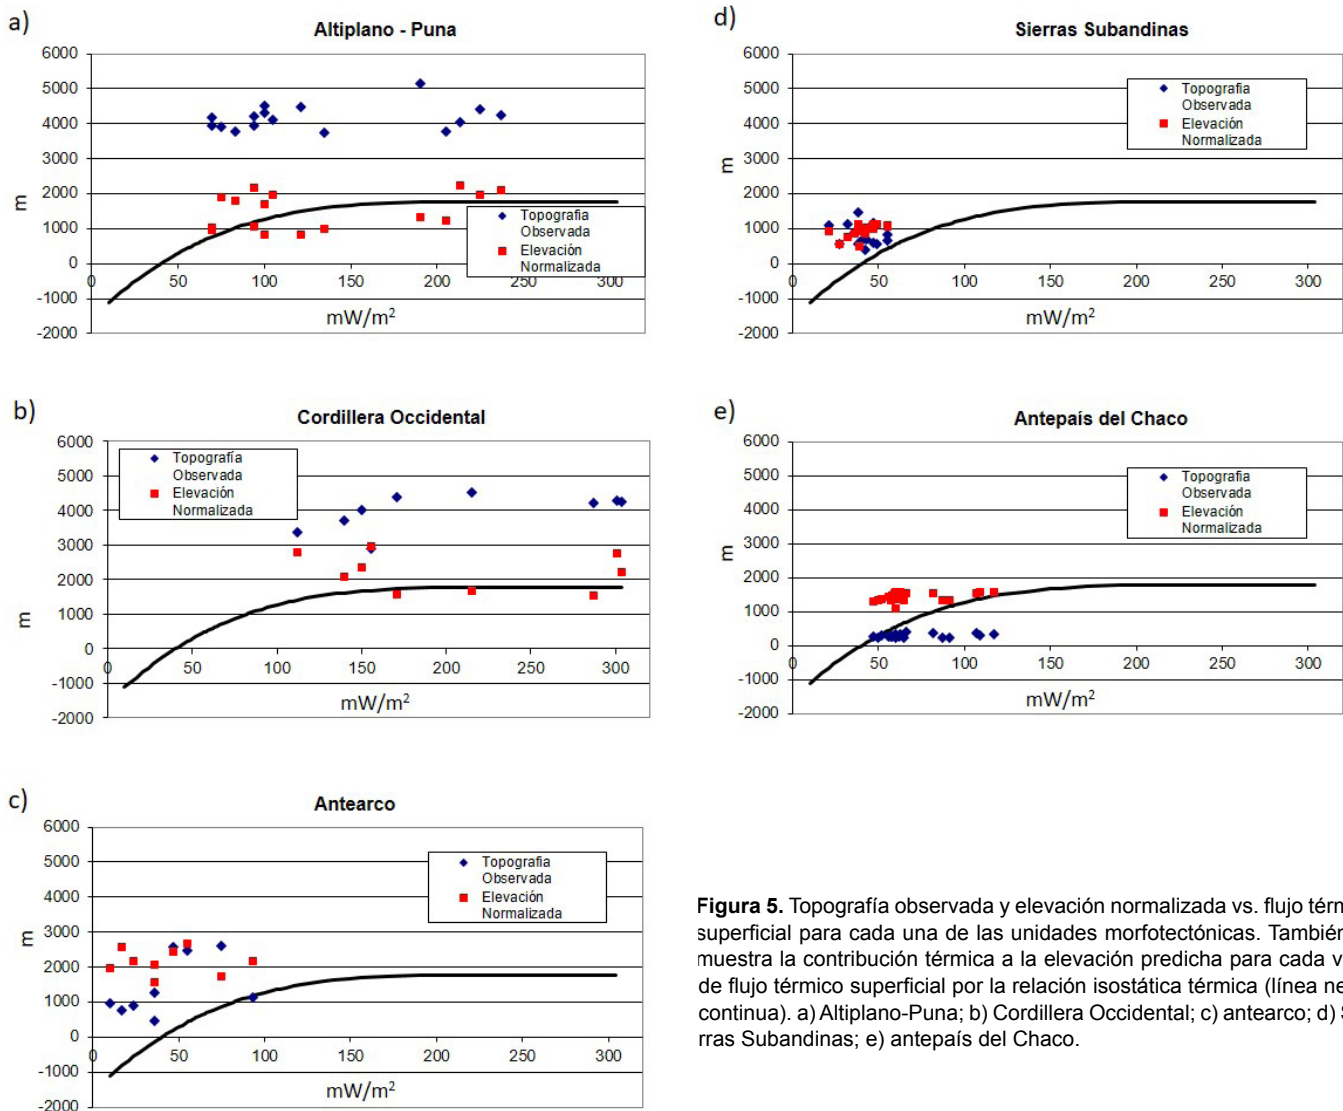 a)
Altiplano - Puna
6000
5000
4000
3000
2000
1000
0
-1000
-2000
m
0 50 100 150 200 250 300
mW/m²
Topografia
Observada
Elevación
Normalizada
b)
Cordillera Occidental
6000
5000
4000
3000
2000
1000
0
-1000
-2000
m
0 50 100 150 200 250 300
mW/m²
Topografía
Observada
Elevación
Normalizada
c)
Antearco
6000
5000
4000
3000
2000
1000
0
-1000
-2000
m
0 50 100 150 200 250 300
mW/m²
Topografia
Observada
Elevación
Normalizada
d)
Sierras Subandinas
6000
5000
4000
3000
2000
1000
0
-1000
-2000
m
0 50 100 150 200 250 300
mW/m²
Topografia
Observada
Elevación
Normalizada
e)
Antepaís del Chaco
6000
5000
4000
3000
2000
1000
0
-1000
-2000
m
0 50 100 150 200 250 300
mW/m²
Topografia
Observada
Elevación
Normalizada
Figura 5. Topografía observada y elevación normalizada vs. flujo térm
superficial para cada una de las unidades morfotectónicas. También
muestra la contribución térmica a la elevación predicha para cada v
de flujo térmico superficial por la relación isostática térmica (línea ne
continua). a) Altiplano-Puna; b) Cordillera Occidental; c) antearco; d)
rras Subandinas; e) antepaís del Chaco.